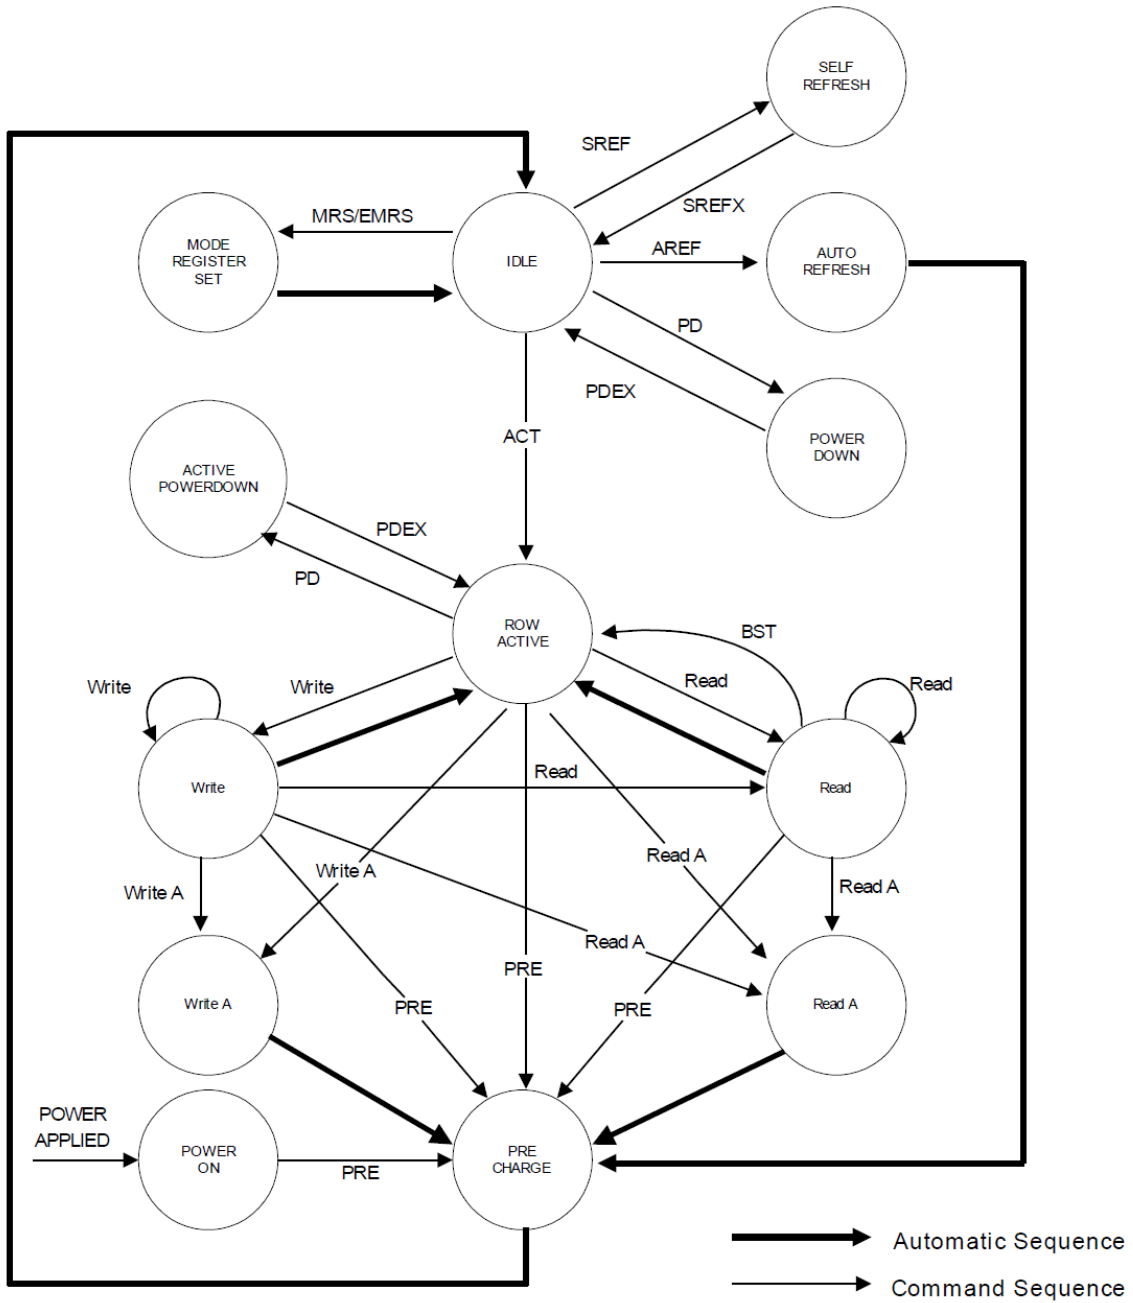 SELF
REFRESH
SREF
SREFX
MRS/EMRS
MODE
REGISTER
SET
IDLE
AREF
AUTO
REFRESH
PD
PDEX
POWER
DOWN
ACT
ACTIVE
POWERDOWN
PDEX
PD
ROW
ACTIVE
BST
Write
Write
Read
Read
Write
Read
Read
Write A
Write A
Read A
Read A
Read A
PRE
PRE
PRE
Write A
Read A
POWER
APPLIED
POWER
ON
PRE
PRE
CHARGE
Automatic Sequence
Command Sequence